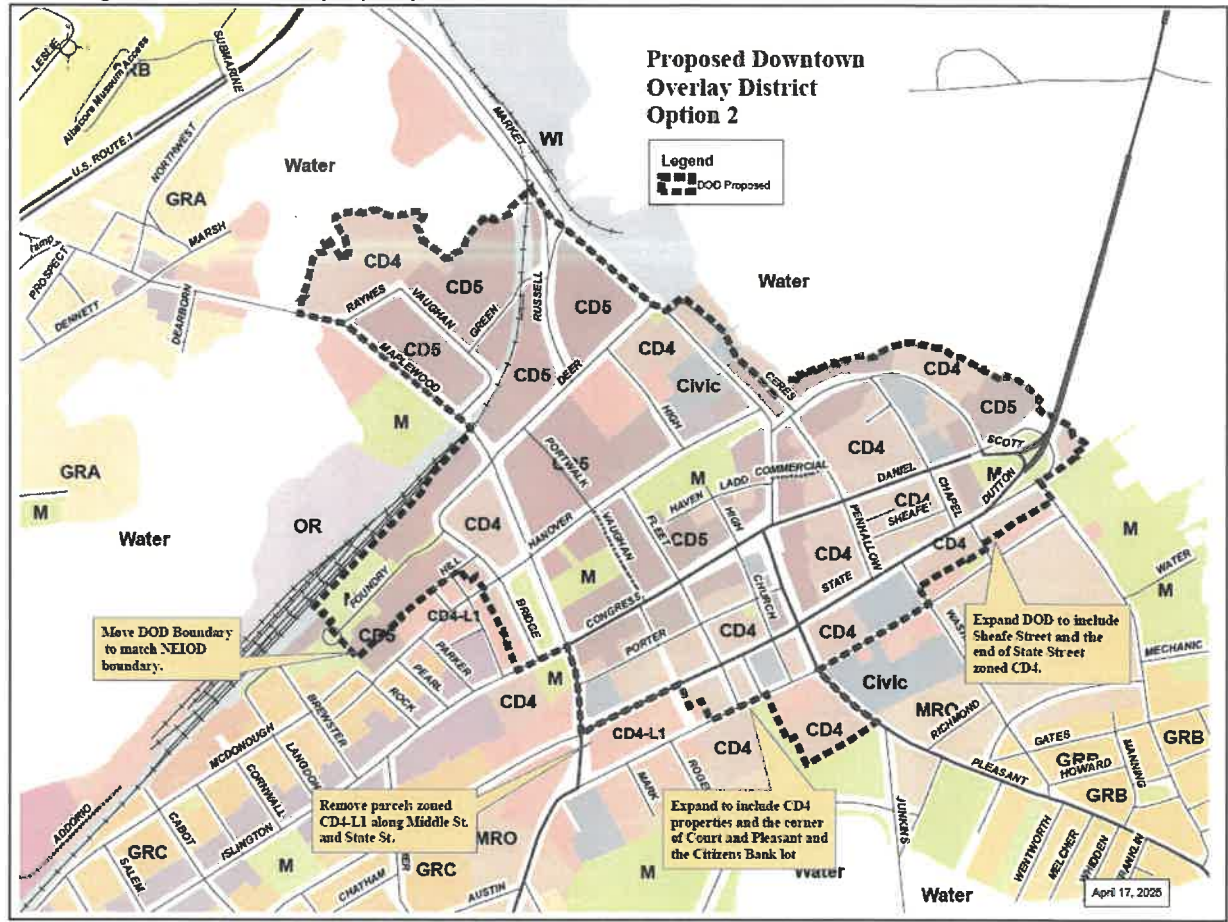 Proposed Downtown
Overlay District
Option 2
Legend
DOD Proposed
LESLIE
Albacore Museum Access
RB
SUBMARINE
U.S. ROUTE 1
NORTHWEST
GRA
Water
MARKET
WI
MARSH
PROSPECT
DENNETT
DEARBORN
CD4
CD5
RAYNES
VAUGHAN
GREEN
RUSSELL
CD5
Water
MAPLEWOOD
CD5
CD5
DEER
CD4
Civic
CERES
CD4
HIGH
M
CD5
PORTWALK
CD5
SCOTT
GRA
M
Water
OR
CD4
HANOVER
VAUGHAN
FLEET
HAVEN
LADD
COMMERCIAL
M
HIGH
CD5
CD4
DANIEL
CD4
SHEAFE
CHAPEL
M
DUTTON
PENHALLOW
CD4
STATE
CD4
M
WATER
M
FOUNDRY
HILL
CD5
CD4-L1
BRIDGE
M
CONGRESS
CHURCH
PORTER
CD4
CD4
Move DOD Boundary
to match NEIOD
boundary.
Expand DOD to include
Sheafe Street and the
end of State Street
zoned CD4.
MECHANIC
PARKER
PEARL
ROCK
BREWSTER
M
CD4
Civic
MRO
RICHMOND
MCDONOUGH
LANGDON
CORNWALL
CABOT
ISLINGTON
SALEM
ADDORIO
CD4-L1
CD4
CD4
MARK
PLEASANT
GATES
HOWARD
MANNING
GRB
GRB
Remove parcels zoned
CD4-L1 along Middle St.
and State St.
Expand to include CD4
properties and the corner
of Court and Pleasant and
the Citizens Bank lot
MRO
GRC
GRC
M
CHATHAM
AUSTIN
M
JUNKINS
Water
Water
WENTWORTH
MELCHER
WHIDDEN
FRANKLIN
April 17, 2025